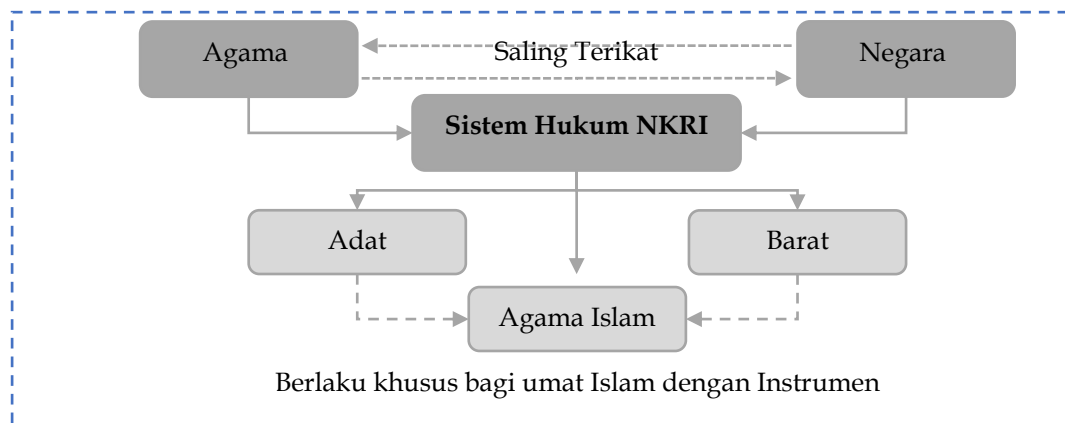 Agama
Saling Terikat
Negara
Sistem Hukum NKRI
Adat
Barat
Agama Islam
Berlaku khusus bagi umat Islam dengan Instrumen